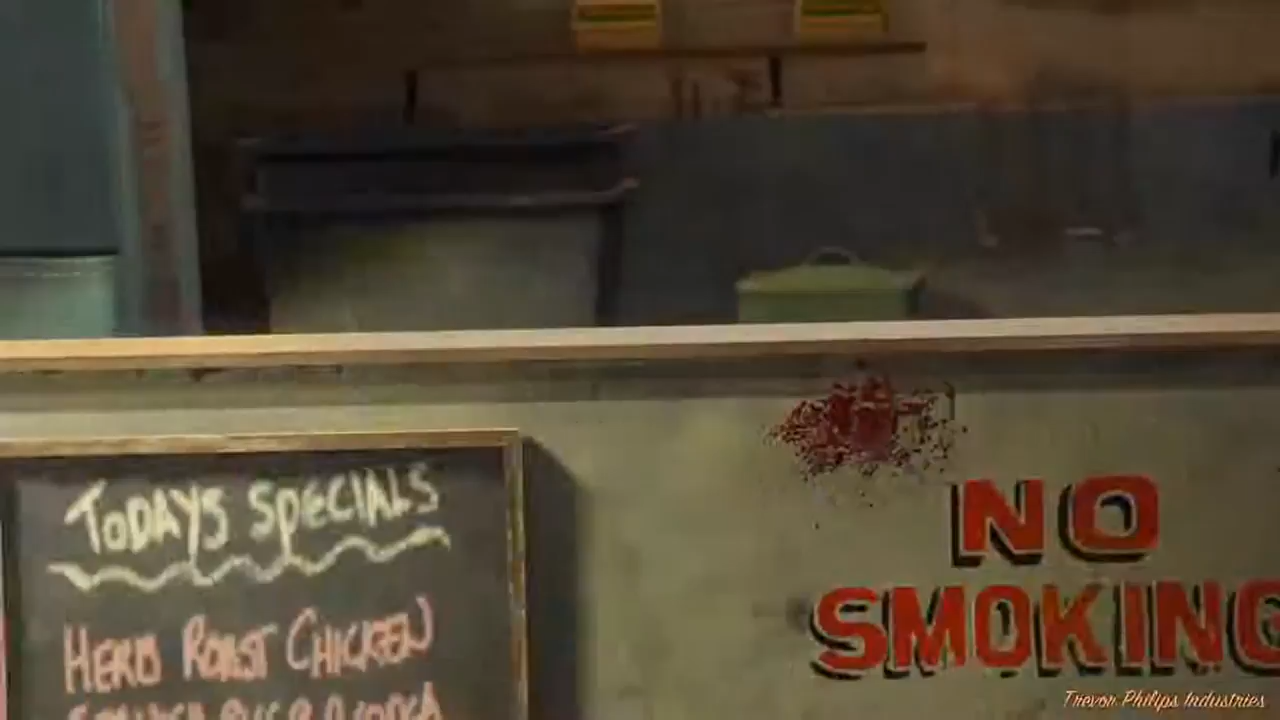 TODAYS SPECIALS
HERB ROAST CHICKEN
NO
SMOKING
Trevor Philips Industries